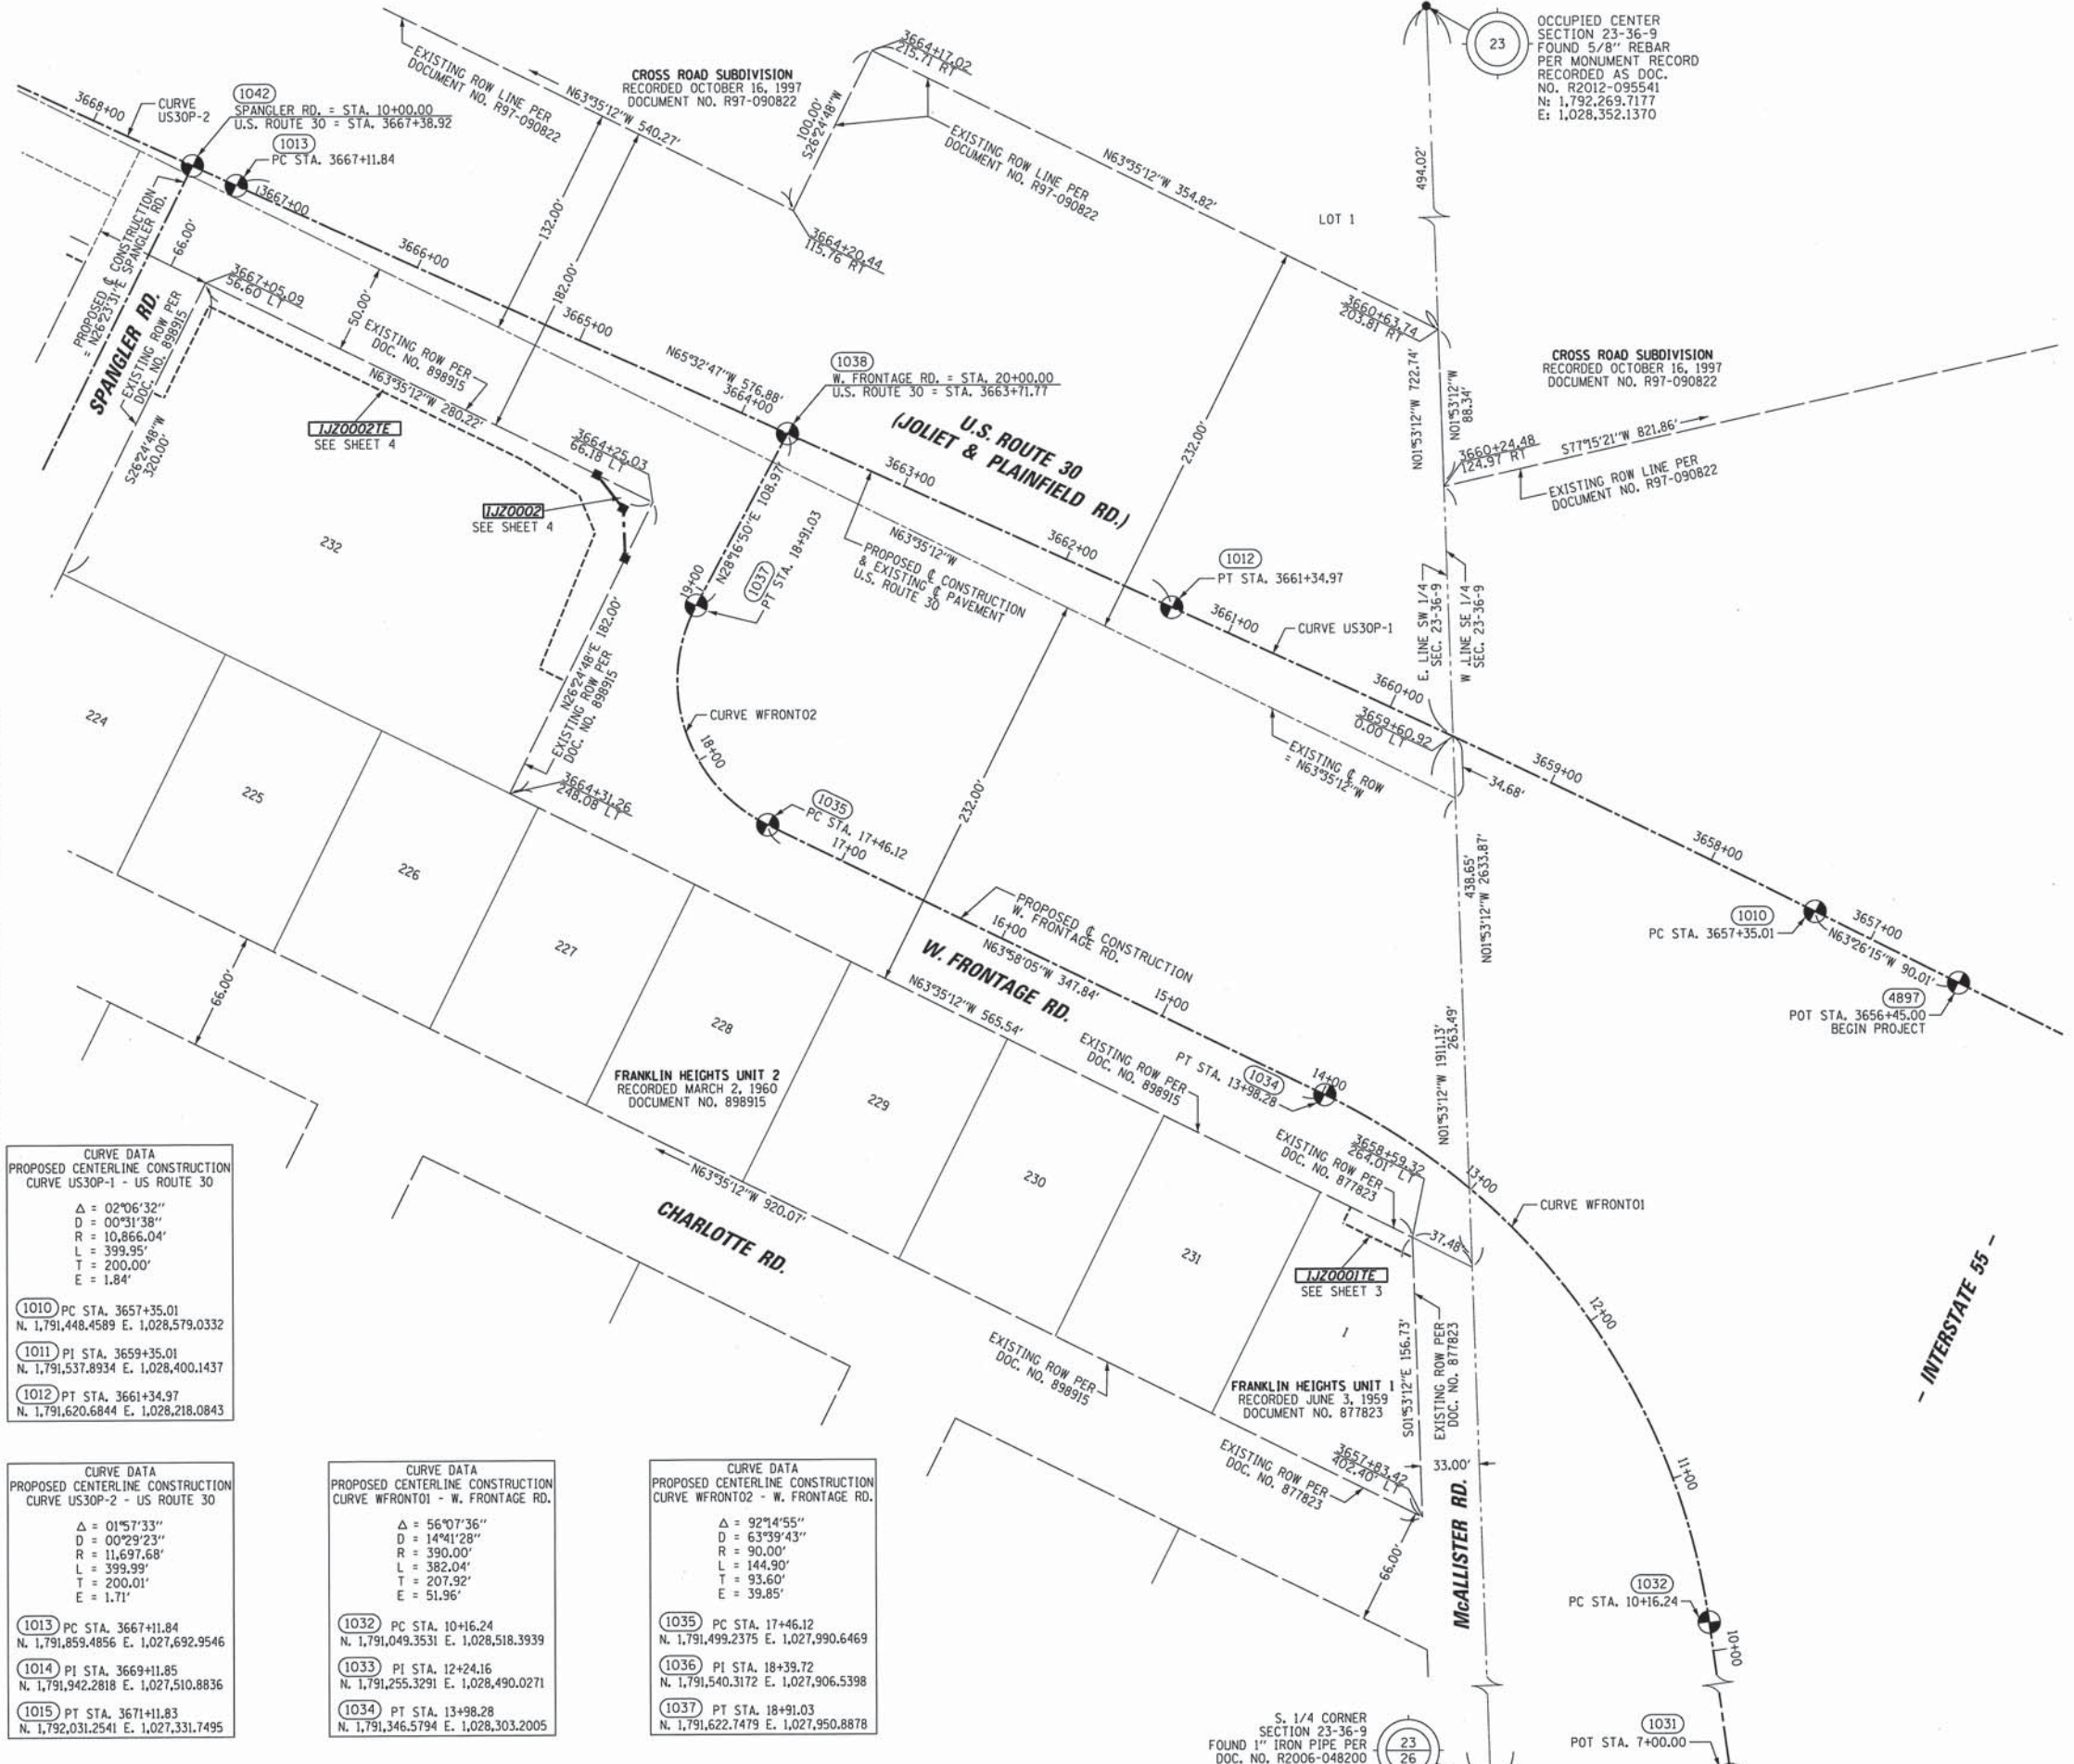 3668+00
CURVE
US30P-2
1042
SPANGLER RD. = STA. 10+00.00
U.S. ROUTE 30 = STA. 3667+38.92
1013
PC STA. 3667+11.84
3667+00
EXISTING ROW LINE PER
DOCUMENT NO. R97-090822
N63°35'12"W 540.27'
CROSS ROAD SUBDIVISION
RECORDED OCTOBER 16, 1997
DOCUMENT NO. R97-090822
3664+17.02
215.71 RT
100.00'
S26°24'48"W
EXISTING ROW LINE PER
DOCUMENT NO. R97-090822
N63°35'12"W 354.82'
3664+20.44
115.76 RT
23
OCCUPIED CENTER
SECTION 23-36-9
FOUND 5/8" REBAR
PER MONUMENT RECORD
RECORDED AS DOC.
NO. R2012-095541
N: 1,792,269.7177
E: 1,028,352.1370
494.02'
LOT 1
3660+63.74
203.81 RT
CROSS ROAD SUBDIVISION
RECORDED OCTOBER 16, 1997
DOCUMENT NO. R97-090822
N01°53'12"W 722.74'
N01°53'12"W
88.34'
3660+24.48
124.97 RT
S77°15'21"W 821.86'
EXISTING ROW LINE PER
DOCUMENT NO. R97-090822
PROPOSED ℄ CONSTRUCTION
= N26°23'31"E SPANGLER RD.
66.00'
SPANGLER RD.
EXISTING ROW PER
DOC. NO. 898915
S26°24'48"W
320.00'
3667+05.09
56.60 LT
3666+00
132.00'
182.00'
50.00'
EXISTING ROW PER
DOC. NO. 898915
N63°35'12"W 280.22'
1JZ0002TE
SEE SHEET 4
3665+00
N65°32'47"W 576.88'
3664+00
1038
W. FRONTAGE RD. = STA. 20+00.00
U.S. ROUTE 30 = STA. 3663+71.77
U.S. ROUTE 30
(JOLIET & PLAINFIELD RD.)
232.00'
3664+25.03
66.18 LT
1JZ0002
SEE SHEET 4
232
3663+00
3662+00
N63°35'12"W
PROPOSED ℄ CONSTRUCTION
& EXISTING ℄ PAVEMENT
U.S. ROUTE 30
N28°16'50"E 108.97'
19+00
1037
PT STA. 18+91.03
1012
PT STA. 3661+34.97
3661+00
CURVE US30P-1
E. LINE SW 1/4
SEC. 23-36-9
W LINE SE 1/4
SEC. 23-36-9
3660+00
3659+60.92
0.00 LT
EXISTING ℄ ROW
= N63°35'12"W
34.68'
3659+00
3658+00
N26°24'48"E 182.00'
EXISTING ROW PER
DOC. NO. 898915
CURVE WFRONT02
18+00
3664+31.26
248.08 LT
1035
PC STA. 17+46.12
17+00
232.00'
224
225
226
227
228
229
230
231
1
66.00'
PROPOSED ℄ CONSTRUCTION
W. FRONTAGE RD.
16+00
N63°58'05"W 347.84'
15+00
W. FRONTAGE RD.
N63°35'12"W 565.54'
EXISTING ROW PER
DOC. NO. 898915
PT STA. 13+98.28
1034
14+00
438.65'
N01°53'12"W 2633.87'
N01°53'12"W 1911.13'
263.49'
1010
PC STA. 3657+35.01
3657+00
N63°26'15"W 90.01'
4897
POT STA. 3656+45.00
BEGIN PROJECT
FRANKLIN HEIGHTS UNIT 2
RECORDED MARCH 2, 1960
DOCUMENT NO. 898915
EXISTING ROW PER
DOC. NO. 877823
3658+59.32
264.01' LT
13+00
CURVE WFRONT01
37.48'
1JZ0001TE
SEE SHEET 3
N63°35'12"W 920.07'
CHARLOTTE RD.
EXISTING ROW PER
DOC. NO. 898915
FRANKLIN HEIGHTS UNIT 1
RECORDED JUNE 3, 1959
DOCUMENT NO. 877823
S01°53'12"E 156.73'
EXISTING ROW PER
DOC. NO. 877823
12+00
- INTERSTATE 55 -
EXISTING ROW PER
DOC. NO. 877823
3657+83.42
402.40' LT
33.00'
11+00
McALLISTER RD.
66.00'
1032
PC STA. 10+16.24
10+00
1031
POT STA. 7+00.00
S. 1/4 CORNER
SECTION 23-36-9
FOUND 1" IRON PIPE PER
DOC. NO. R2006-048200
23
26
CURVE DATA
PROPOSED CENTERLINE CONSTRUCTION
CURVE US30P-1 - US ROUTE 30
Δ = 02°06'32"
D = 00°31'38"
R = 10,866.04'
L = 399.95'
T = 200.00'
E = 1.84'
1010 PC STA. 3657+35.01
N. 1,791,448.4589 E. 1,028,579.0332
1011 PI STA. 3659+35.01
N. 1,791,537.8934 E. 1,028,400.1437
1012 PT STA. 3661+34.97
N. 1,791,620.6844 E. 1,028,218.0843
CURVE DATA
PROPOSED CENTERLINE CONSTRUCTION
CURVE US30P-2 - US ROUTE 30
Δ = 01°57'33"
D = 00°29'23"
R = 11,697.68'
L = 399.99'
T = 200.01'
E = 1.71'
1013 PC STA. 3667+11.84
N. 1,791,859.4856 E. 1,027,692.9546
1014 PI STA. 3669+11.85
N. 1,791,942.2818 E. 1,027,510.8836
1015 PT STA. 3671+11.83
N. 1,792,031.2541 E. 1,027,331.7495
CURVE DATA
PROPOSED CENTERLINE CONSTRUCTION
CURVE WFRONT01 - W. FRONTAGE RD.
Δ = 56°07'36"
D = 14°41'28"
R = 390.00'
L = 382.04'
T = 207.92'
E = 51.96'
1032 PC STA. 10+16.24
N. 1,791,049.3531 E. 1,028,518.3939
1033 PI STA. 12+24.16
N. 1,791,255.3291 E. 1,028,490.0271
1034 PT STA. 13+98.28
N. 1,791,346.5794 E. 1,028,303.2005
CURVE DATA
PROPOSED CENTERLINE CONSTRUCTION
CURVE WFRONT02 - W. FRONTAGE RD.
Δ = 92°14'55"
D = 63°39'43"
R = 90.00'
L = 144.90'
T = 93.60'
E = 39.85'
1035 PC STA. 17+46.12
N. 1,791,499.2375 E. 1,027,990.6469
1036 PI STA. 18+39.72
N. 1,791,540.3172 E. 1,027,906.5398
1037 PT STA. 18+91.03
N. 1,791,622.7479 E. 1,027,950.8878